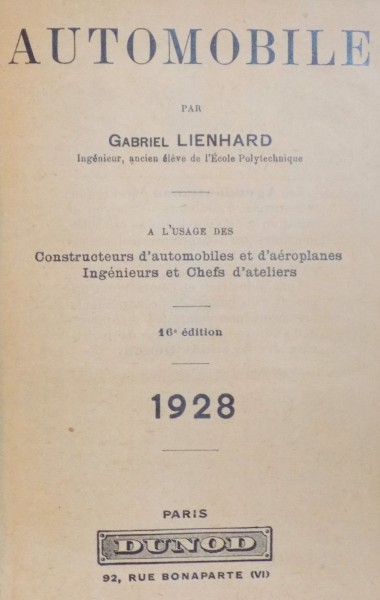 AUTOMOBILE
PAR
GABRIEL LIENHARD
Ingénieur, ancien élève de l'École Polytechnique
A L'USAGE DES
Constructeurs d'automobiles et d'aéroplanes
Ingénieurs et Chefs d'ateliers
16e édition
1928
PARIS
DUNOD
92, RUE BONAPARTE (VI)